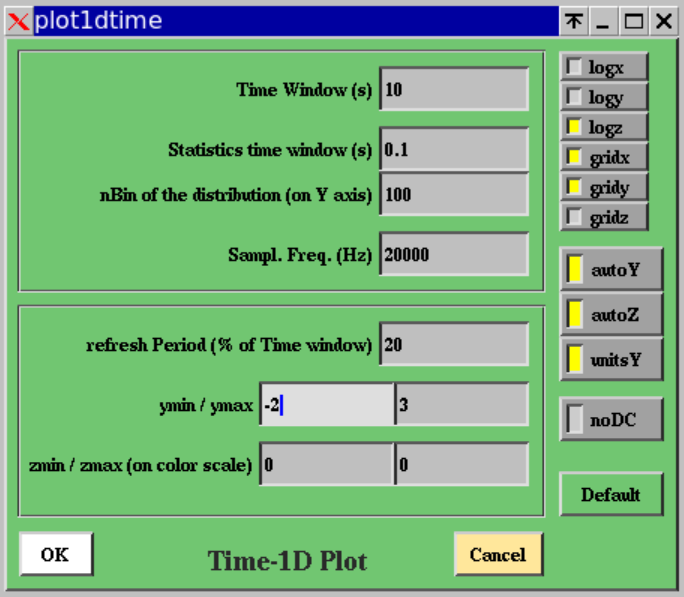 plot1dtime
Time Window (s) 10
Statistics time window (s) 0.1
nBin of the distribution (on Y axis) 100
Sampl. Freq. (Hz) 20000
refresh Period (% of Time window) 20
ymin / ymax -2 3
zmin / zmax (on color scale) 0 0
logx
logy
logz
gridx
gridy
gridz
autoY
autoZ
unitsY
noDC
Default
OK
Time-1D Plot
Cancel